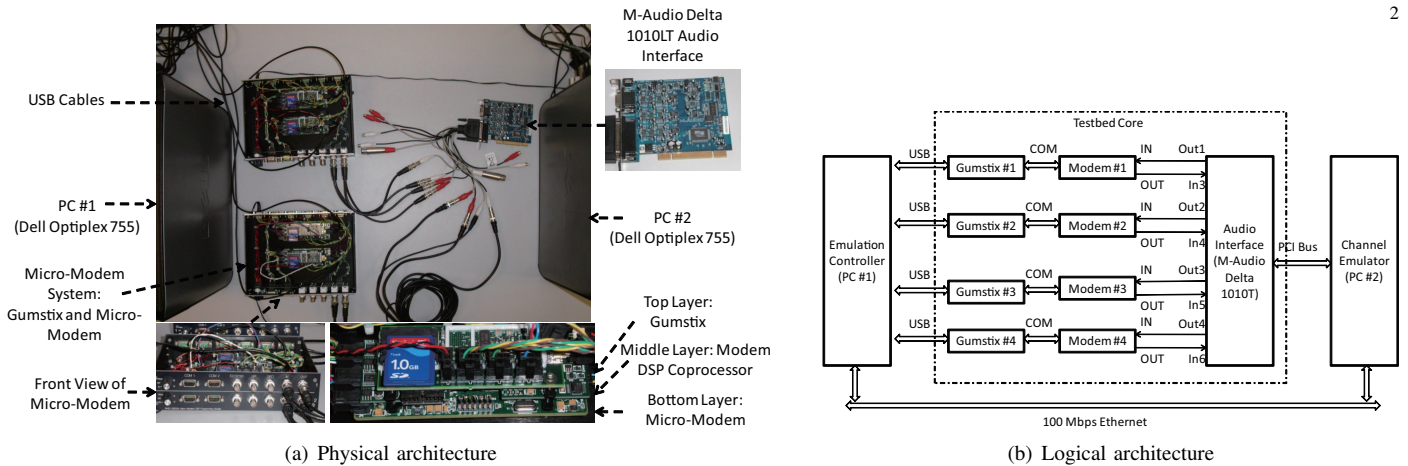 2
M-Audio Delta
1010LT Audio
Interface
USB Cables
PC #1
(Dell Optiplex 755)
PC #2
(Dell Optiplex 755)
Micro-Modem
System:
Gumstix and Micro-
Modem
Front View of
Micro-Modem
COM 1
COM 2
1.0GB
SD
Top Layer:
Gumstix
Middle Layer: Modem
DSP Coprocessor
Bottom Layer:
Micro-Modem
(a) Physical architecture
Testbed Core
Emulation
Controller
(PC #1)
USB
Gumstix #1
COM
Modem #1
IN
Out1
OUT
In3
USB
Gumstix #2
COM
Modem #2
IN
Out2
OUT
In4
USB
Gumstix #3
COM
Modem #3
IN
Out3
OUT
In5
USB
Gumstix #4
COM
Modem #4
IN
Out4
OUT
In6
Audio
Interface
(M-Audio
Delta
1010T)
PCI Bus
Channel
Emulator
(PC #2)
100 Mbps Ethernet
(b) Logical architecture